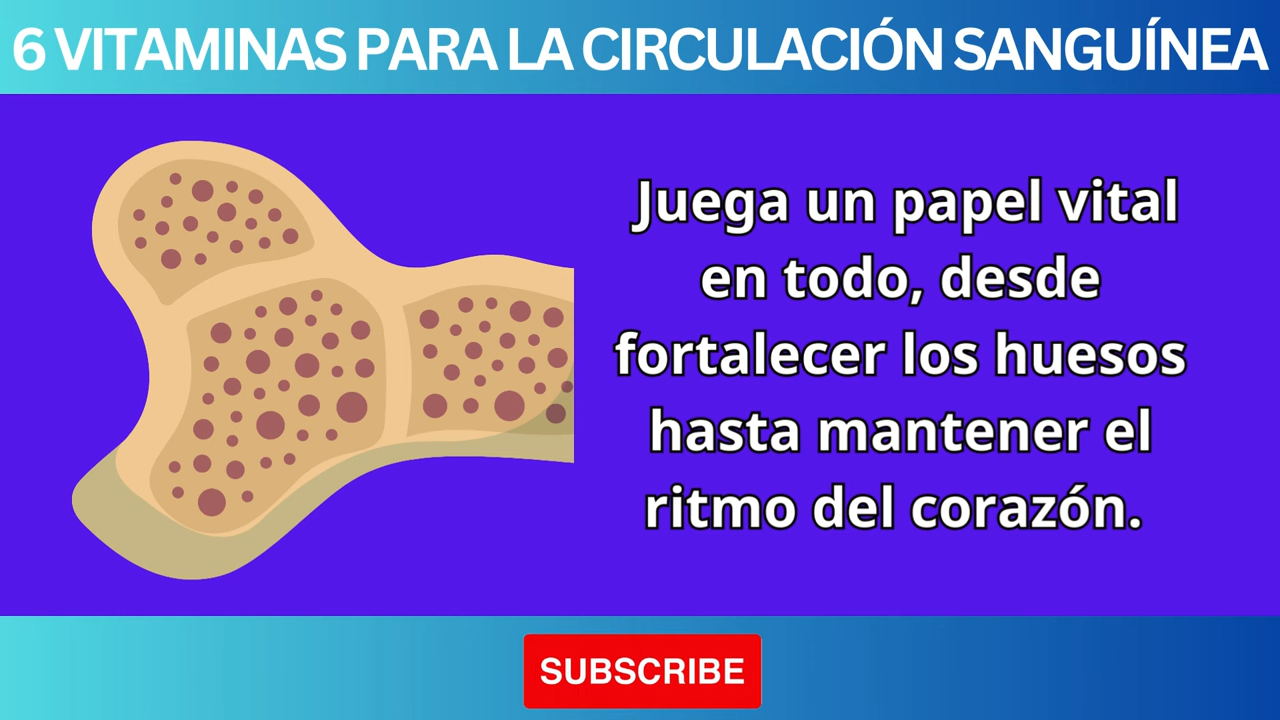 6 VITAMINAS PARA LA CIRCULACIÓN SANGUÍNEA
Juega un papel vital
en todo, desde
fortalecer los huesos
hasta mantener el
ritmo del corazón.
SUBSCRIBE